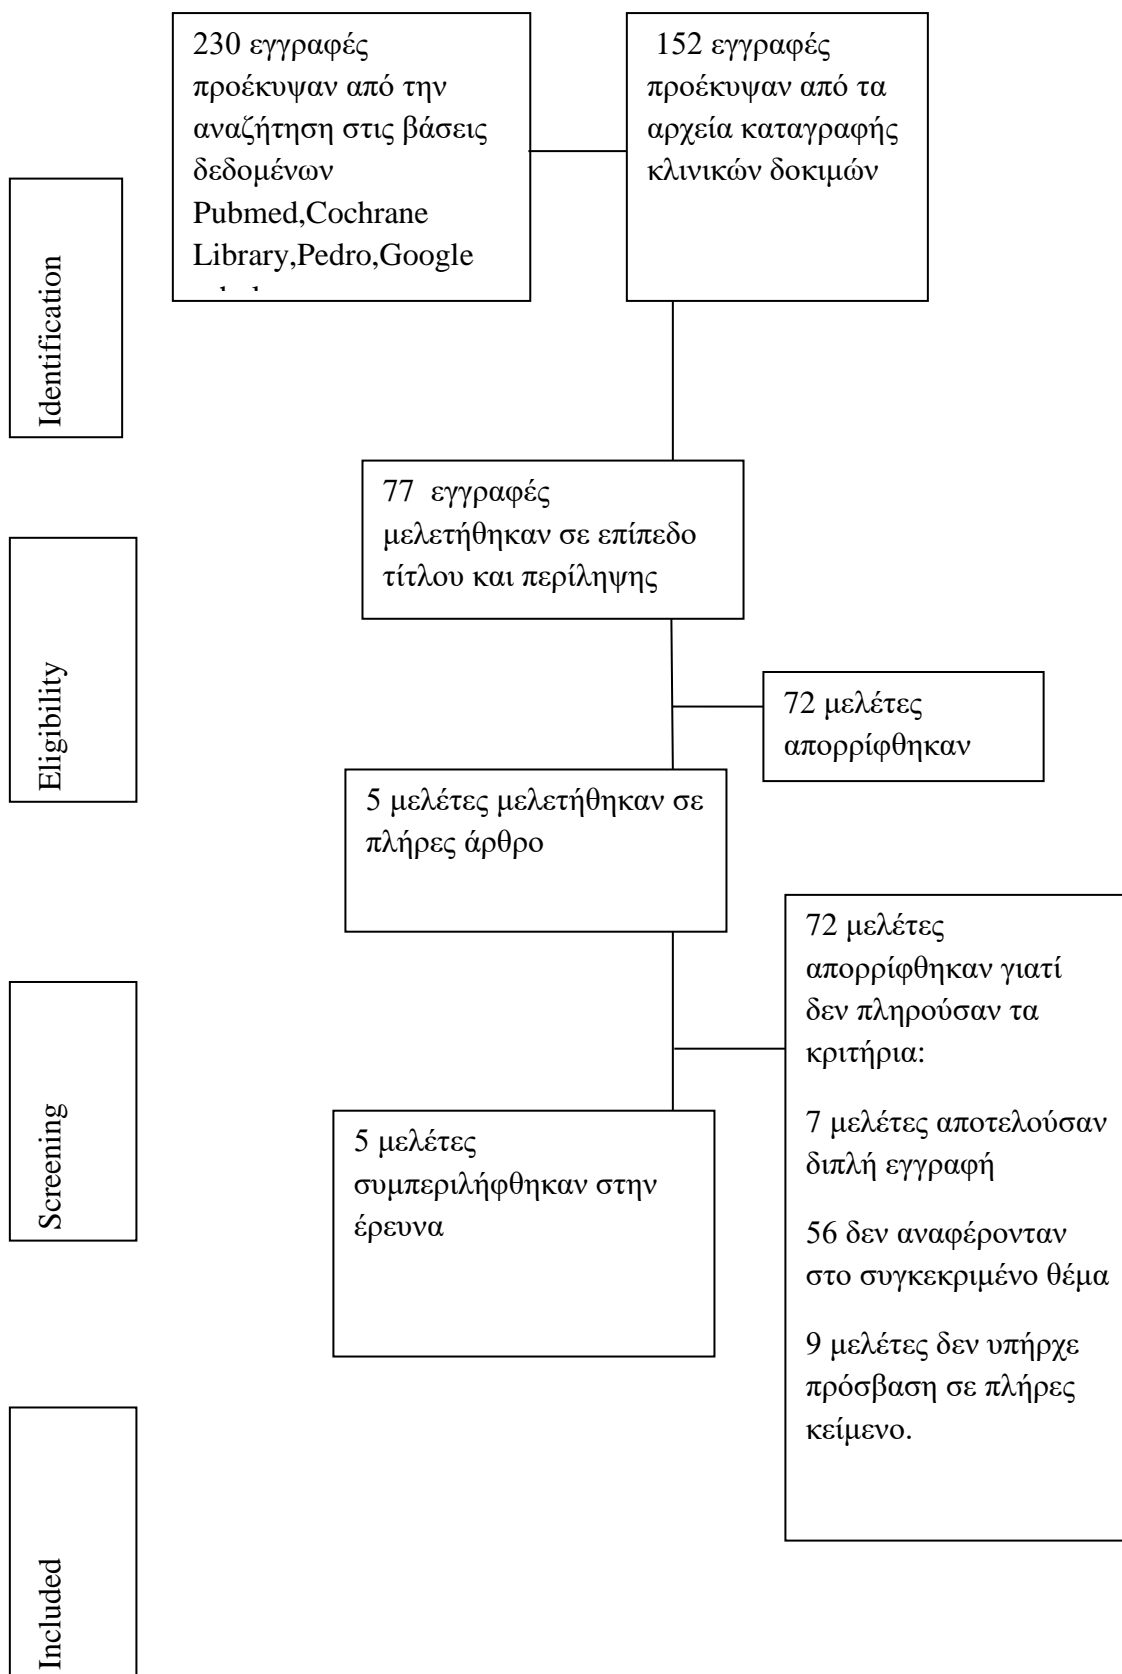 230 εγγραφές
προέκυψαν από την
αναζήτηση στις βάσεις
δεδομένων
Pubmed,Cochrane
Library,Pedro,Google
152 εγγραφές
προέκυψαν από τα
αρχεία καταγραφής
κλινικών δοκιμών
Identification
77 εγγραφές
μελετήθηκαν σε επίπεδο
τίτλου και περίληψης
Eligibility
72 μελέτες
απορρίφθηκαν
5 μελέτες μελετήθηκαν σε
πλήρες άρθρο
72 μελέτες
απορρίφθηκαν γιατί
δεν πληρούσαν τα
κριτήρια:
7 μελέτες αποτελούσαν
διπλή εγγραφή
56 δεν αναφέρονταν
στο συγκεκριμένο θέμα
9 μελέτες δεν υπήρχε
πρόσβαση σε πλήρες
κείμενο.
Screening
5 μελέτες
συμπεριλήφθηκαν στην
έρευνα
Included